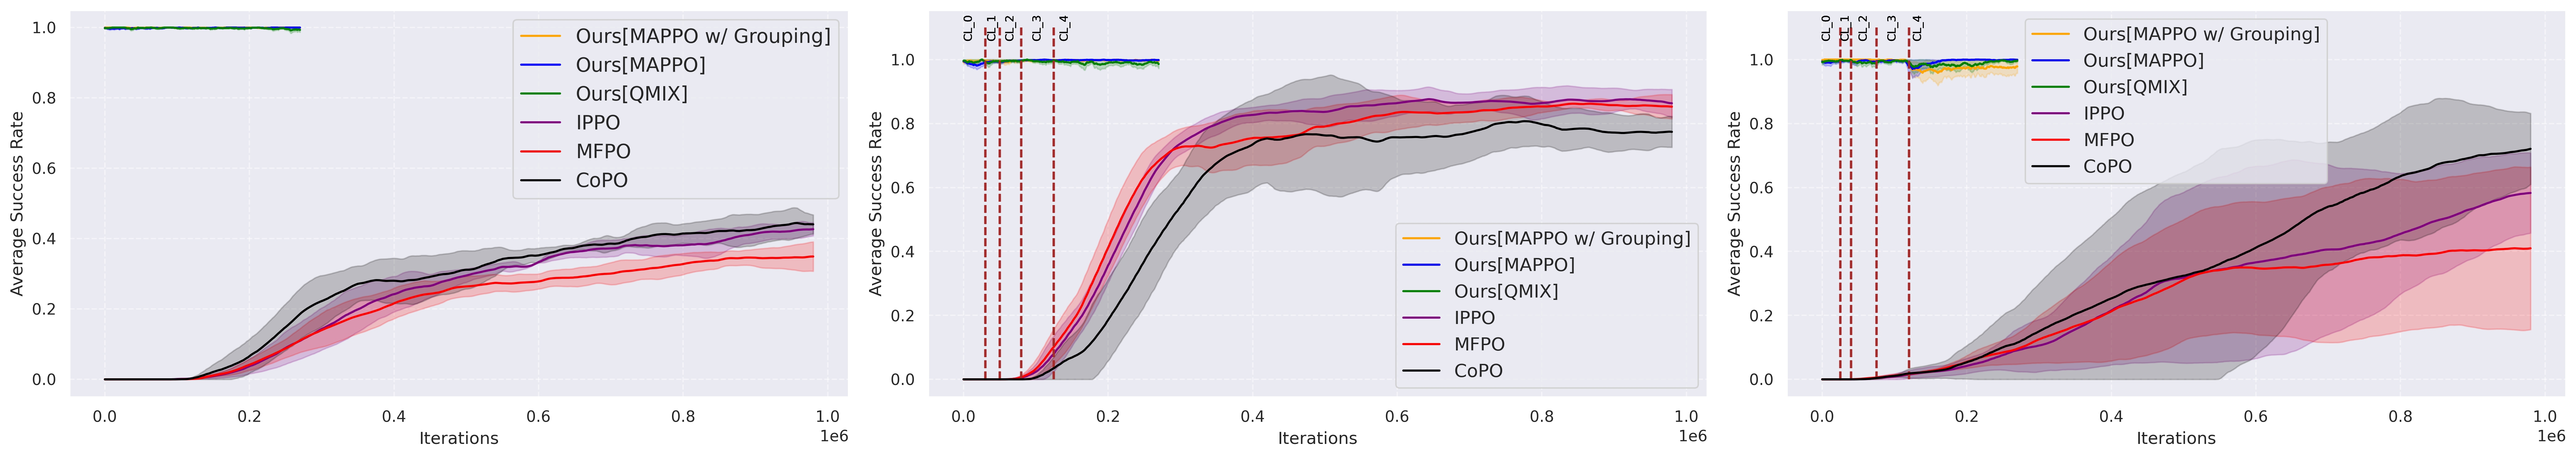 Average Success Rate
1.0
0.8
0.6
0.4
0.2
0.0
Ours[MAPPO w/ Grouping]
Ours[MAPPO]
Ours[QMIX]
IPPO
MFPO
CoPO
0.0 0.2 0.4 0.6 0.8 1.0
1e6
Iterations
Average Success Rate
CL_0 CL_1 CL_2 CL_3 CL_4
1.0
0.8
0.6
0.4
0.2
0.0
Ours[MAPPO w/ Grouping]
Ours[MAPPO]
Ours[QMIX]
IPPO
MFPO
CoPO
0.0 0.2 0.4 0.6 0.8 1.0
1e6
Iterations
Average Success Rate
CL_0 CL_1 CL_2 CL_3 CL_4
1.0
0.8
0.6
0.4
0.2
0.0
Ours[MAPPO w/ Grouping]
Ours[MAPPO]
Ours[QMIX]
IPPO
MFPO
CoPO
0.0 0.2 0.4 0.6 0.8 1.0
1e6
Iterations